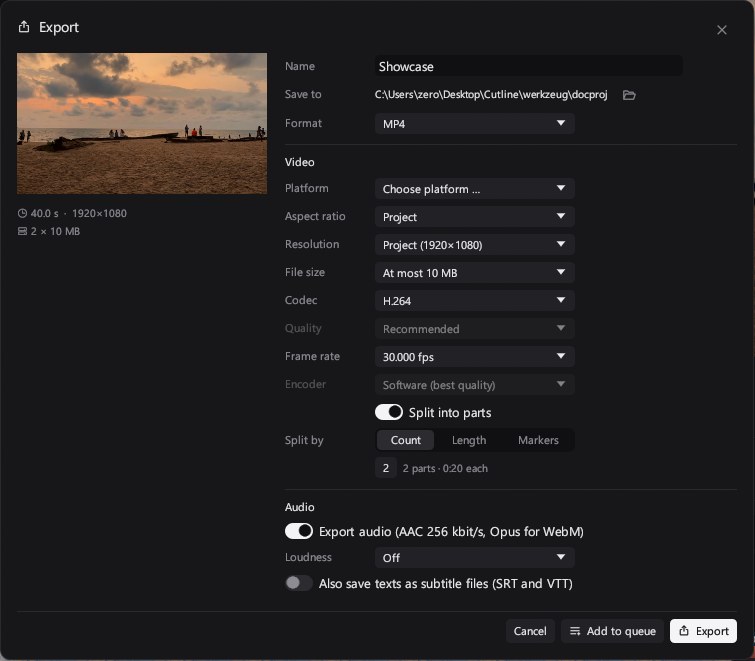 Export
40.0 s · 1920×1080
2 × 10 MB
Name Showcase
Save to C:\Users\zero\Desktop\Cutline\werkzeug\docproj
Format MP4
Video
Platform Choose platform ...
Aspect ratio Project
Resolution Project (1920×1080)
File size At most 10 MB
Codec H.264
Quality Recommended
Frame rate 30.000 fps
Encoder Software (best quality)
Split into parts
Split by Count Length Markers
2 2 parts · 0:20 each
Audio
Export audio (AAC 256 kbit/s, Opus for WebM)
Loudness Off
Also save texts as subtitle files (SRT and VTT)
Cancel Add to queue Export